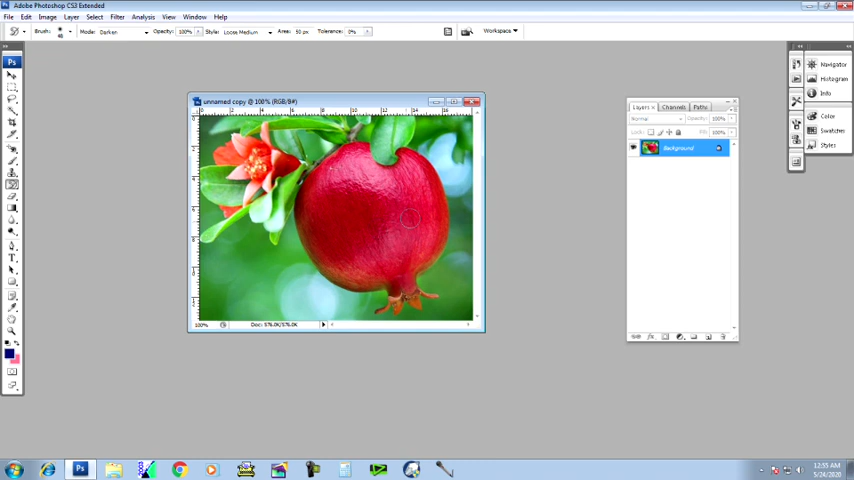 Adobe Photoshop CS3 Extended
File Edit Image Layer Select Filter Analysis View Window Help
Brush: 46 Mode: Darken Opacity: 100% Style: Loose Medium Area: 50 px Tolerance: 0% Workspace
Ps
unnamed copy @ 100% (RGB/8#)
100% Doc: 576.0K/576.0K
Layers Channels Paths
Normal Opacity: 100%
Lock: Fill: 100%
Background
Navigator
Histogram
Info
Color
Swatches
Styles
Ps
12:55 AM
5/24/2020